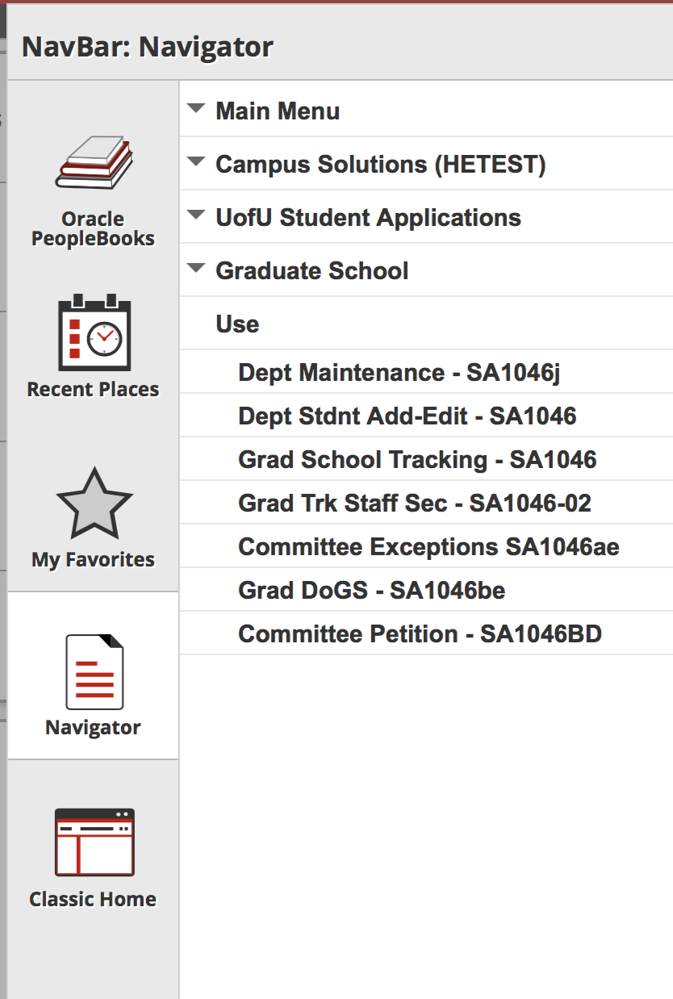 NavBar: Navigator
Oracle
PeopleBooks
Recent Places
My Favorites
Navigator
Classic Home
Main Menu
Campus Solutions (HETEST)
UofU Student Applications
Graduate School
Use
Dept Maintenance - SA1046j
Dept Stdnt Add-Edit - SA1046
Grad School Tracking - SA1046
Grad Trk Staff Sec - SA1046-02
Committee Exceptions SA1046ae
Grad DoGS - SA1046be
Committee Petition - SA1046BD